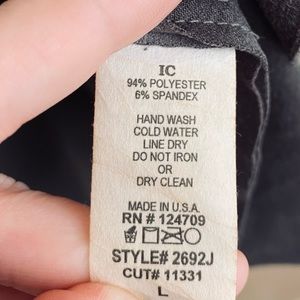 IC
94% POLYESTER
6% SPANDEX
HAND WASH
COLD WATER
LINE DRY
DO NOT IRON
OR
DRY CLEAN
MADE IN U.S.A.
RN # 124709
STYLE# 2692J
CUT# 11331
L